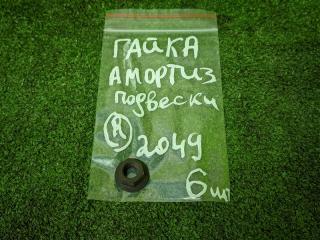 ГАЙКА
АМОРТИЗ
подвески
А 2049
6 шт